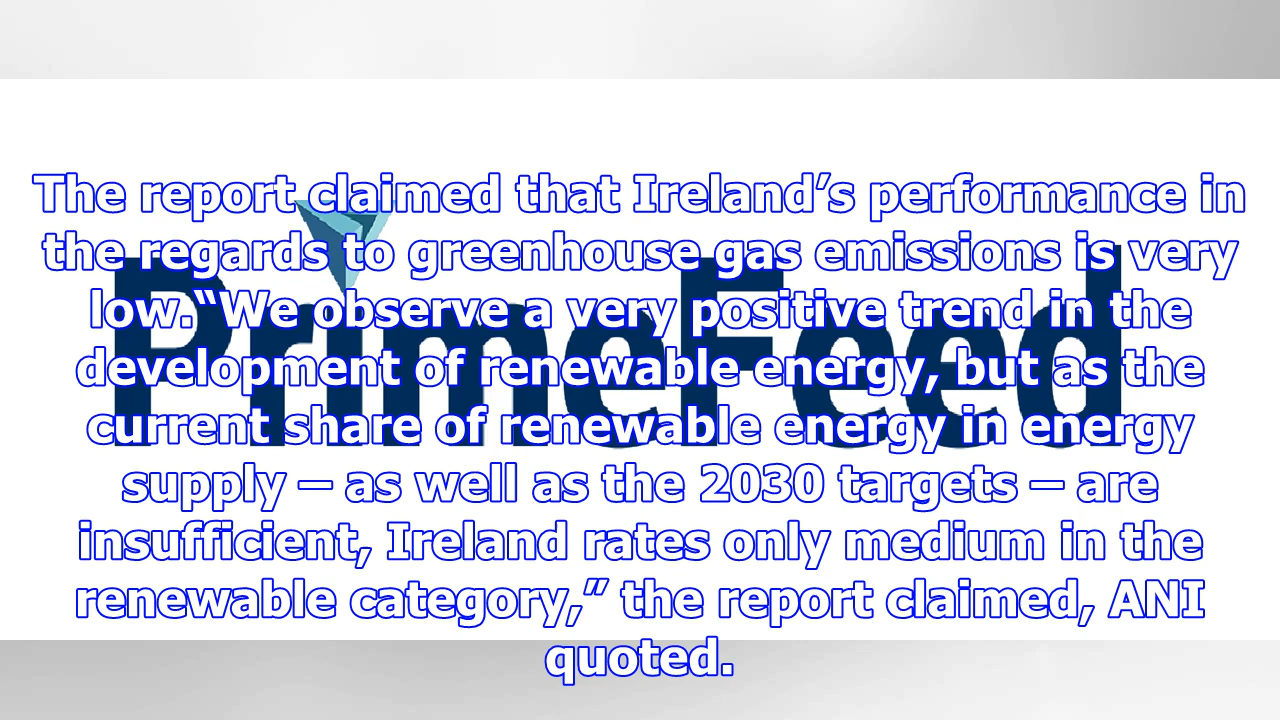 The report claimed that Ireland’s performance in
the regards to greenhouse gas emissions is very
low.“We observe a very positive trend in the
development of renewable energy, but as the
current share of renewable energy in energy
supply – as well as the 2030 targets – are
insufficient, Ireland rates only medium in the
renewable category,” the report claimed, ANI
quoted.
PrimeFeed